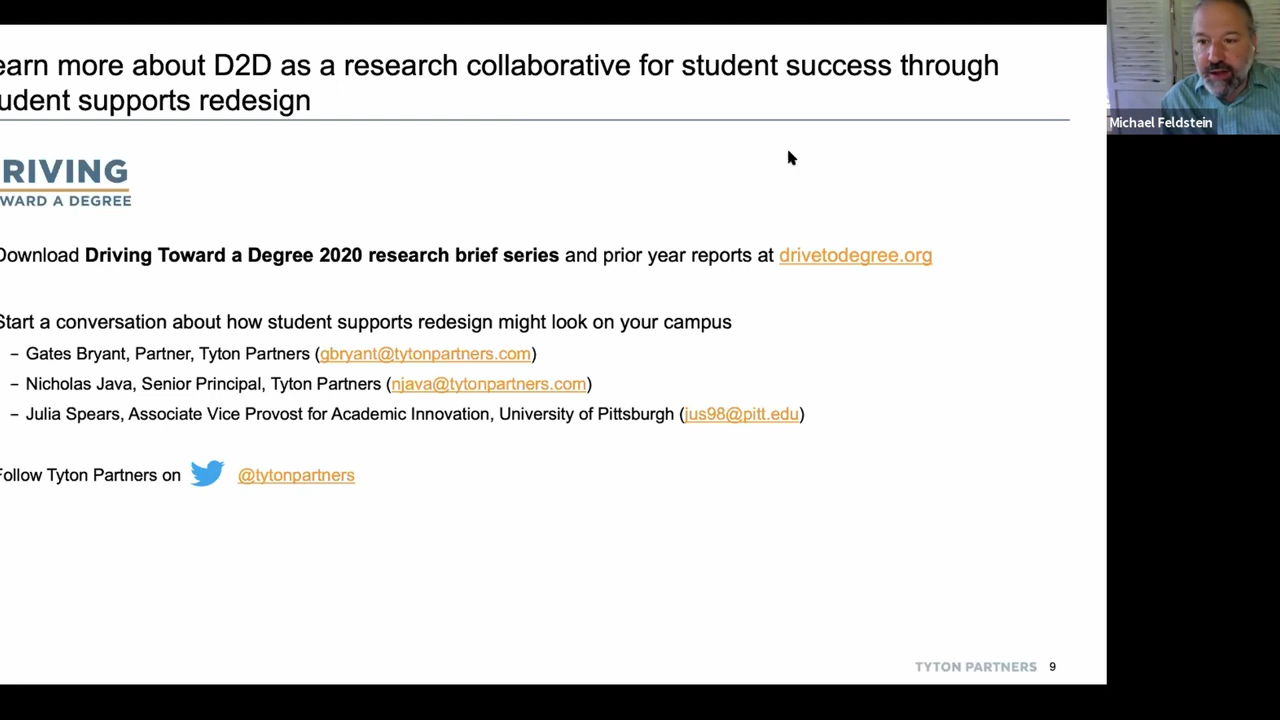 earn more about D2D as a research collaborative for student success through
udent supports redesign
Michael Feldstein
RIVING
WARD A DEGREE
Download Driving Toward a Degree 2020 research brief series and prior year reports at drivetodegree.org
Start a conversation about how student supports redesign might look on your campus
– Gates Bryant, Partner, Tyton Partners (gbryant@tytonpartners.com)
– Nicholas Java, Senior Principal, Tyton Partners (njava@tytonpartners.com)
– Julia Spears, Associate Vice Provost for Academic Innovation, University of Pittsburgh (jus98@pitt.edu)
Follow Tyton Partners on @tytonpartners
TYTON PARTNERS 9